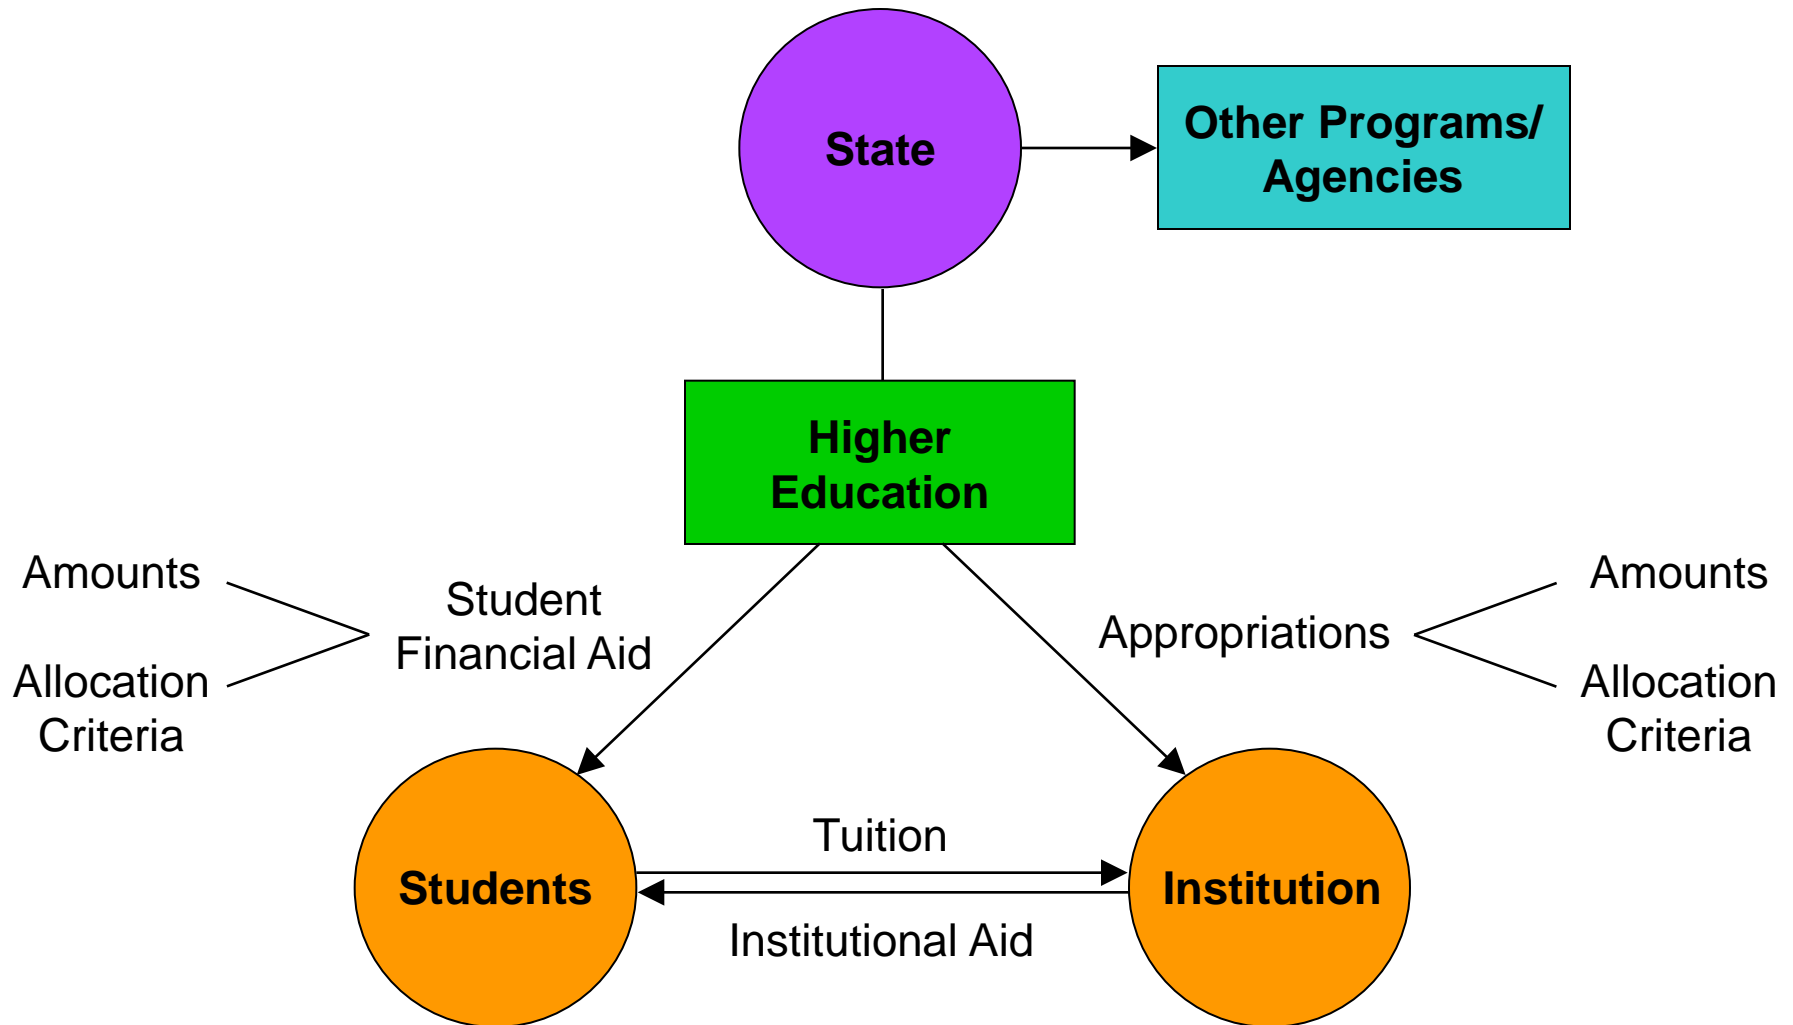 State
Other Programs/
Agencies
Higher
Education
Amounts
Allocation
Criteria
Student
Financial Aid
Appropriations
Amounts
Allocation
Criteria
Tuition
Students
Institution
Institutional Aid